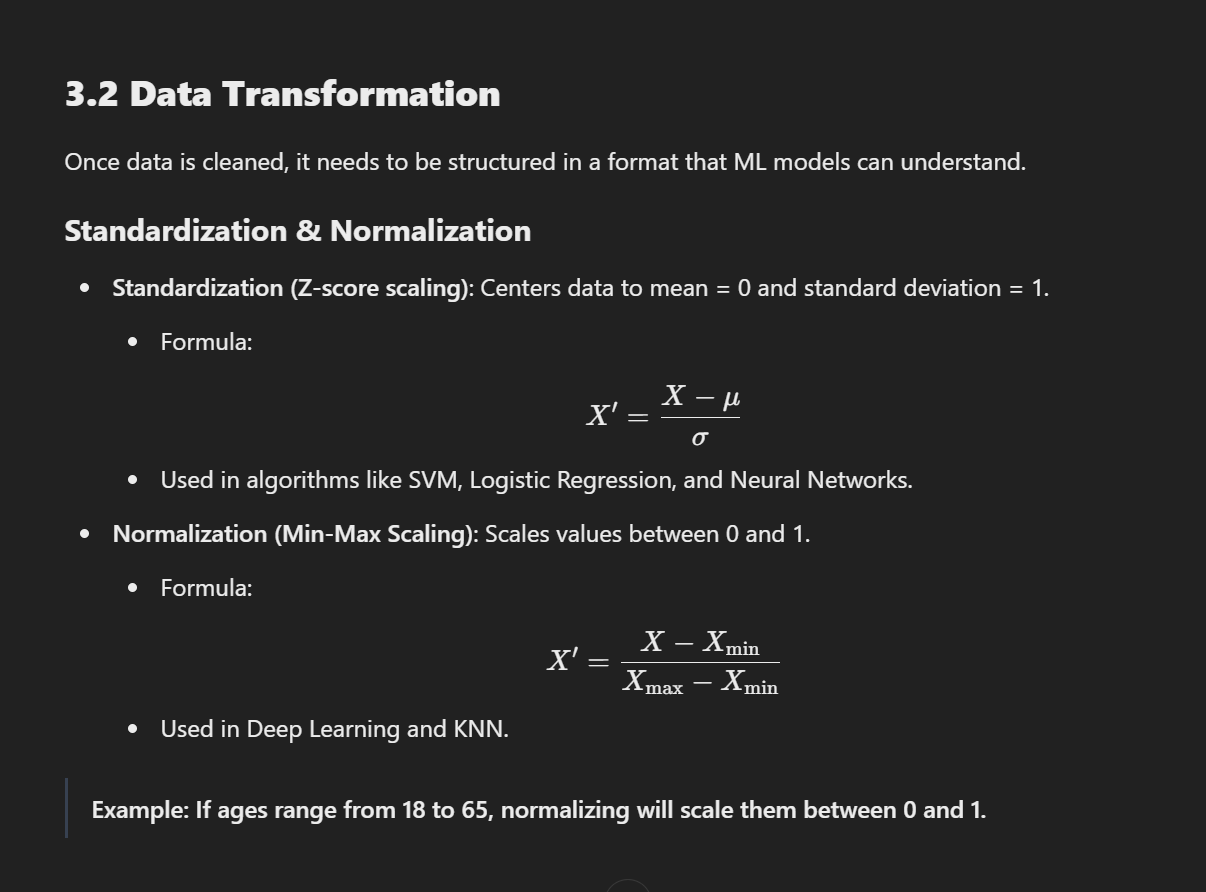 3.2 Data Transformation
Once data is cleaned, it needs to be structured in a format that ML models can understand.
Standardization & Normalization
• Standardization (Z-score scaling): Centers data to mean = 0 and standard deviation = 1.
• Formula:
X′ = (X − μ) / σ
• Used in algorithms like SVM, Logistic Regression, and Neural Networks.
• Normalization (Min-Max Scaling): Scales values between 0 and 1.
• Formula:
X′ = (X − Xmin) / (Xmax − Xmin)
• Used in Deep Learning and KNN.
Example: If ages range from 18 to 65, normalizing will scale them between 0 and 1.